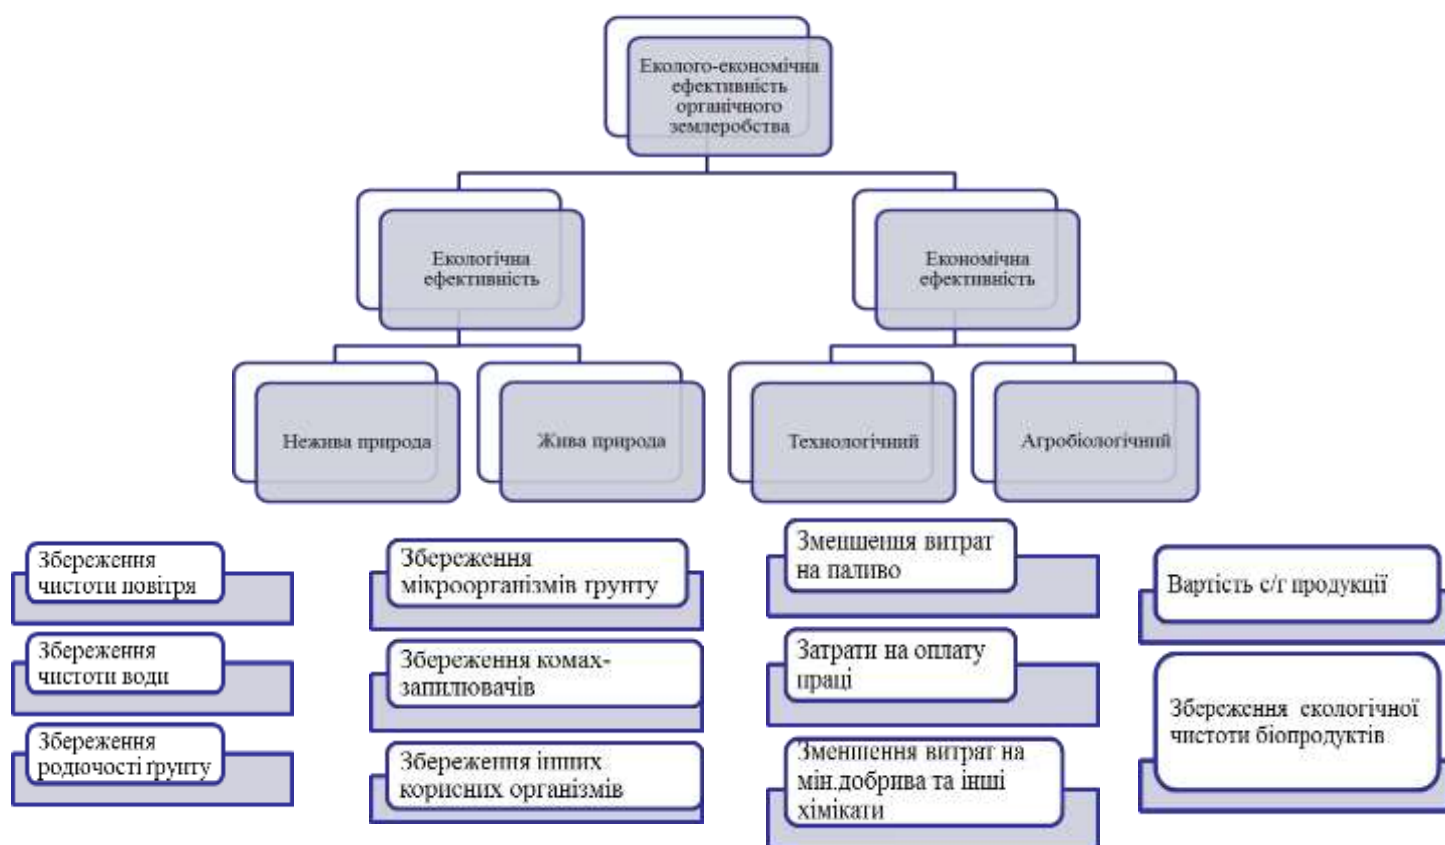 Еколого-економічна
ефективність
органічного
землеробства
Екологічна
ефективність
Економічна
ефективність
Нежива природа
Жива природа
Технологічний
Агробіологічний
Збереження
чистоти повітря
Збереження
чистоти води
Збереження
родючості ґрунту
Збереження
мікроорганізмів ґрунту
Збереження комах-
запилювачів
Збереження інших
корисних організмів
Зменшення витрат
на паливо
Затрати на оплату
праці
Зменшення витрат на
мін.добрива та інші
хімікати
Вартість с/г продукції
Збереження екологічної
чистоти біопродуктів